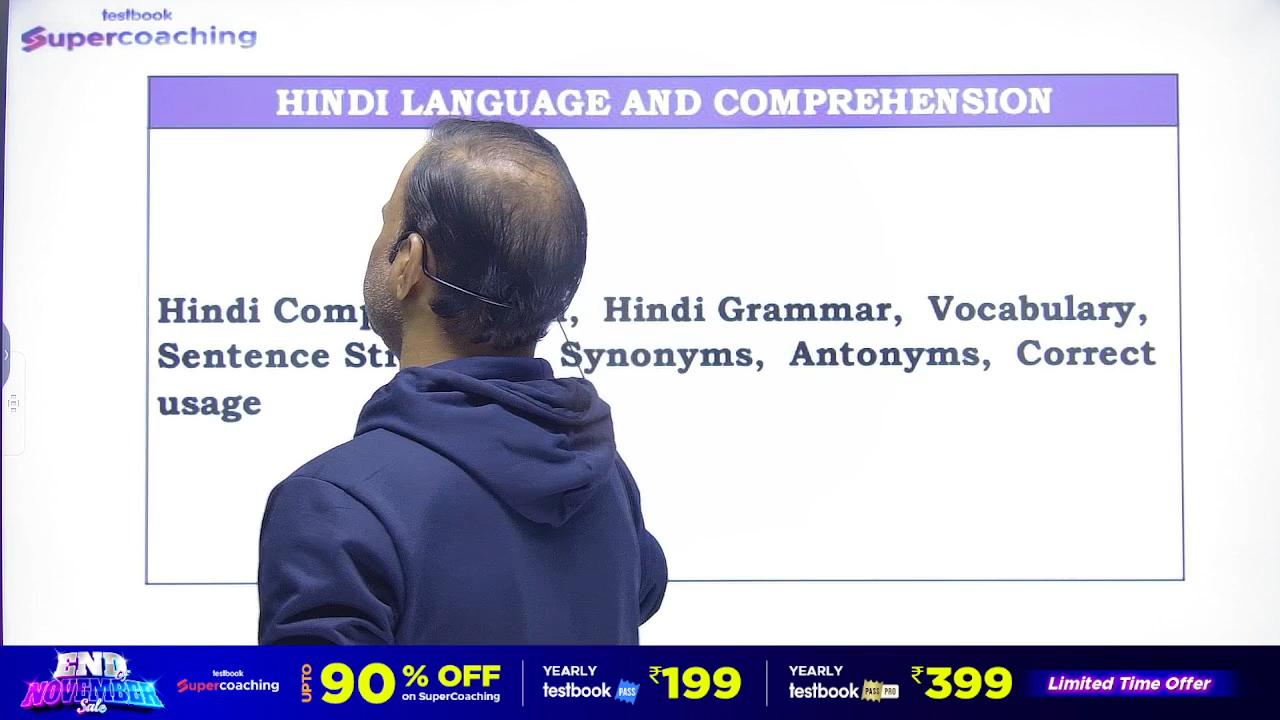 testbook
Supercoaching
HINDI LANGUAGE AND COMPREHENSION
Hindi Comp , Hindi Grammar, Vocabulary,
Sentence Str Synonyms, Antonyms, Correct
usage
END
NOVEMBER
Sale
testbook
Supercoaching
UPTO 90% OFF
on SuperCoaching
YEARLY
testbook PASS ₹199
YEARLY
testbook PASS PRO ₹399
Limited Time Offer